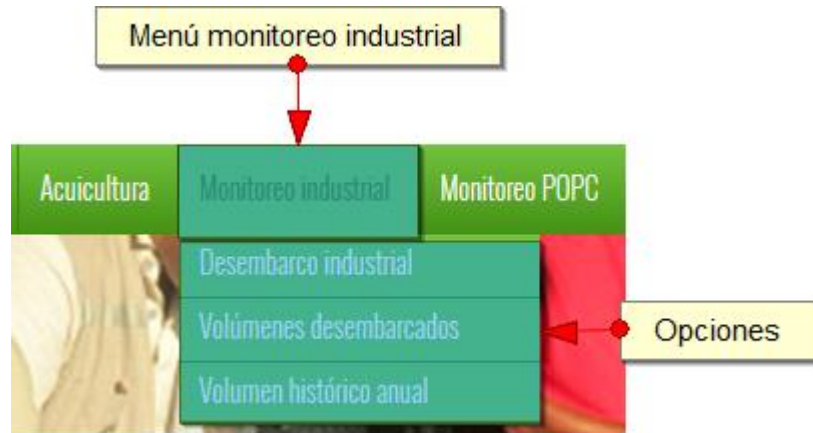 Menú monitoreo industrial
Acuicultura Monitoreo industrial Monitoreo POPC
Desembarco industrial
Volúmenes desembarcados
Opciones
Volumen histórico anual